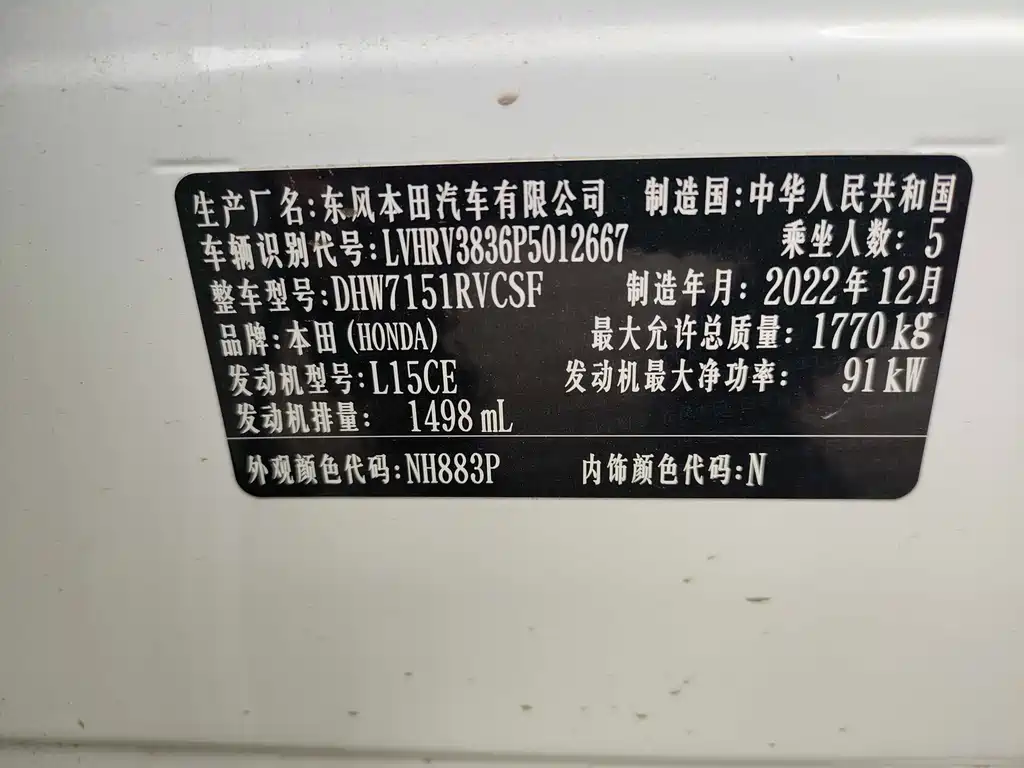 生产厂名:东风本田汽车有限公司 制造国:中华人民共和国
车辆识别代号:LVHRV3836P5012667 乘坐人数: 5
整车型号:DHW7151RVCSF 制造年月: 2022年12月
品牌:本田(HONDA) 最大允许总质量: 1770kg
发动机型号:L15CE 发动机最大净功率: 91kW
发动机排量: 1498mL
外观颜色代码:NH883P 内饰颜色代码:N